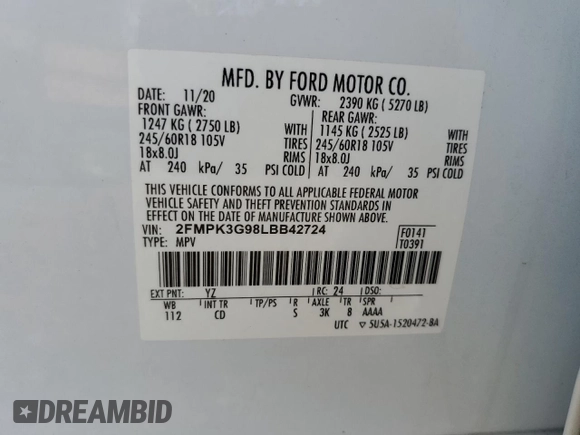 MFD. BY FORD MOTOR CO.
DATE: 11/20 GVWR: 2390 KG ( 5270 LB)
FRONT GAWR: REAR GAWR:
1247 KG ( 2750 LB) WITH 1145 KG ( 2525 LB) WITH
245/60R18 105V TIRES 245/60R18 105V TIRES
18x8.0J RIMS 18x8.0J RIMS
AT 240 kPa/ 35 PSI COLD AT 240 kPa/ 35 PSI COLD
THIS VEHICLE CONFORMS TO ALL APPLICABLE FEDERAL MOTOR
VEHICLE SAFETY AND THEFT PREVENTION STANDARDS IN
EFFECT ON THE DATE OF MANUFACTURE SHOWN ABOVE.
VIN: 2FMPK3G98LBB42724 F0141
TYPE: MPV T0391
EXT PNT: YZ RC: 24 DSO:
WB INT TR TP/PS R AXLE TR SPR
112 CD S 3K 8 AAAA
UTC ▽ 5U5A-1520472-BA
DREAMBID